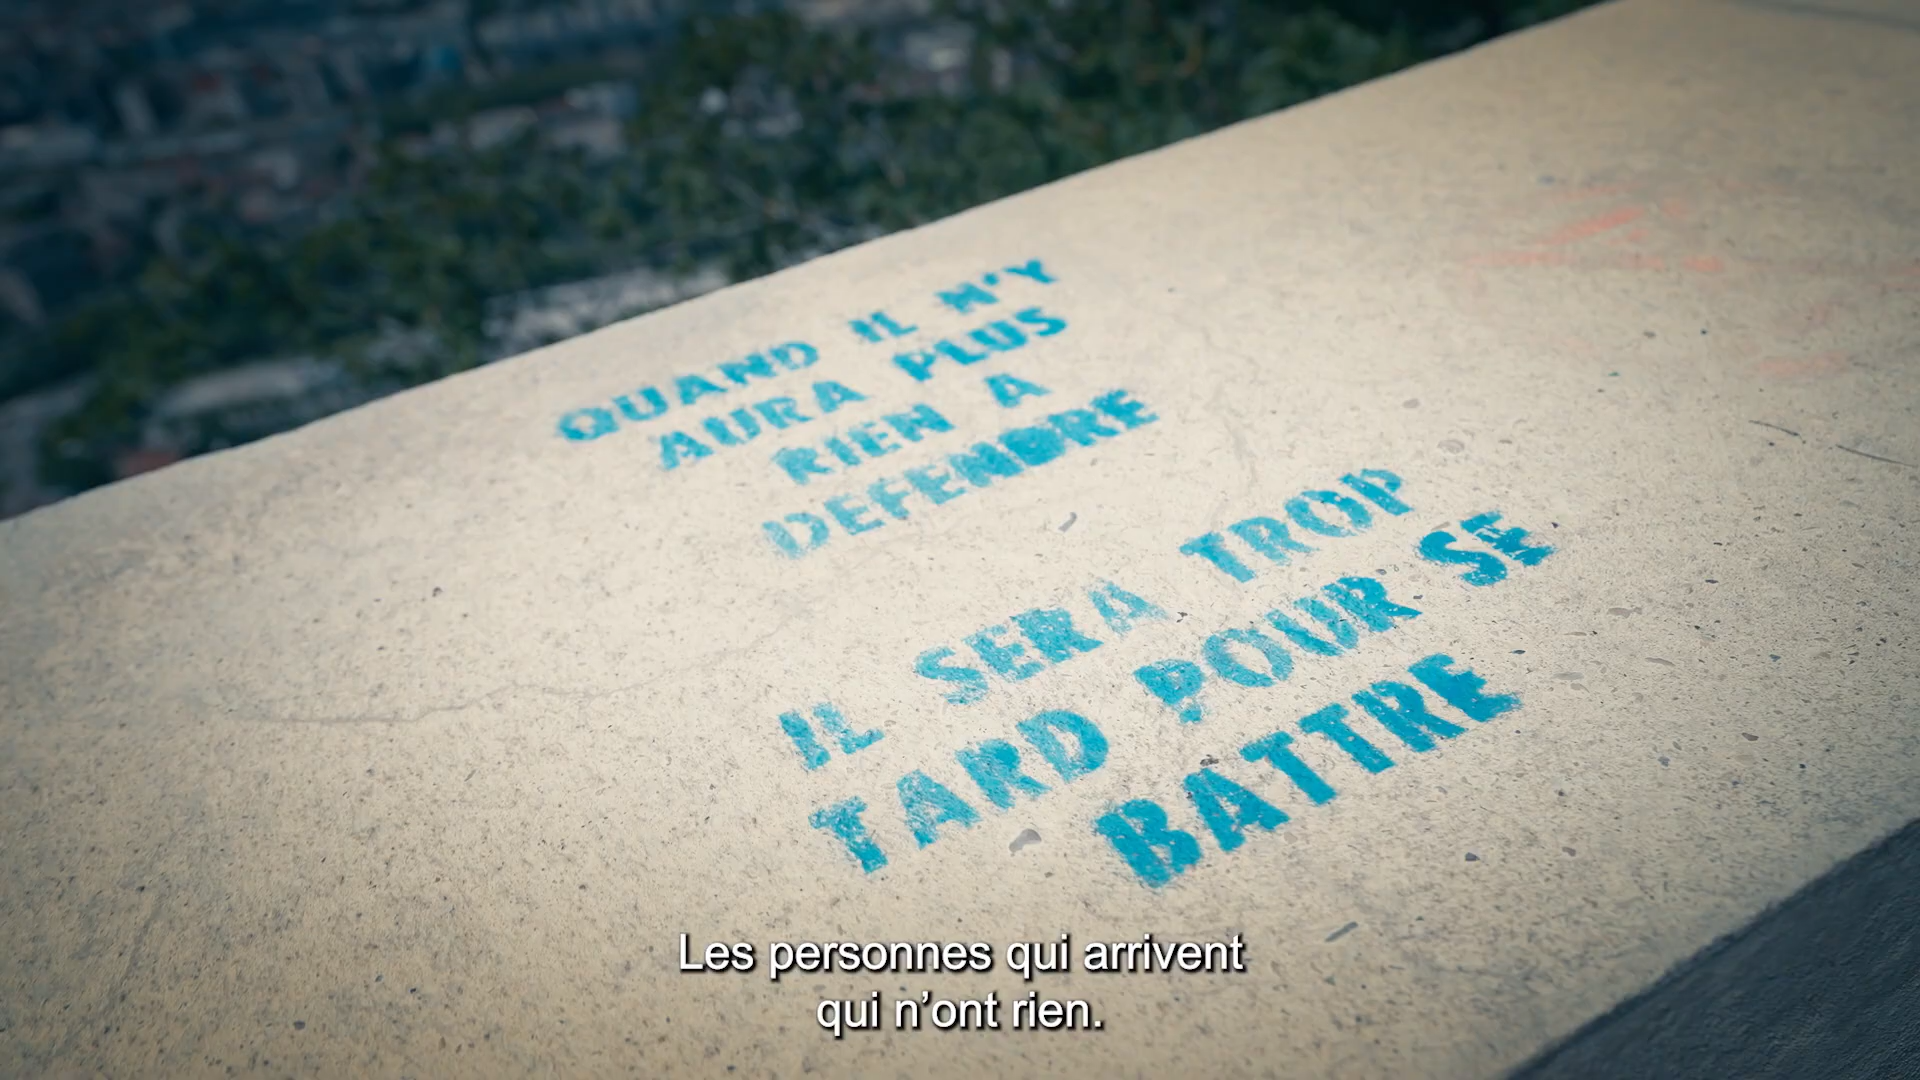 QUAND IL N'Y
AURA PLUS
RIEN A
DEFENDRE
IL SERA TROP
TARD POUR SE
BATTRE
Les personnes qui arrivent
qui n'ont rien.